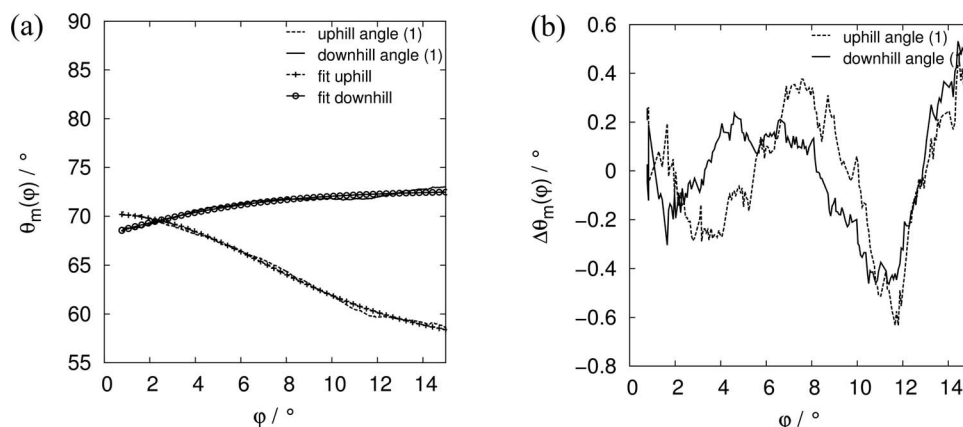 (a)
90
85
80
75
70
65
60
55
0 2 4 6 8 10 12 14
θm(φ) / °
φ / °
uphill angle (1)
downhill angle (1)
fit uphill
fit downhill
(b)
0.6
0.4
0.2
0
−0.2
−0.4
−0.6
−0.8
0 2 4 6 8 10 12 14
Δθm(φ) / °
φ / °
uphill angle (1)
downhill angle (